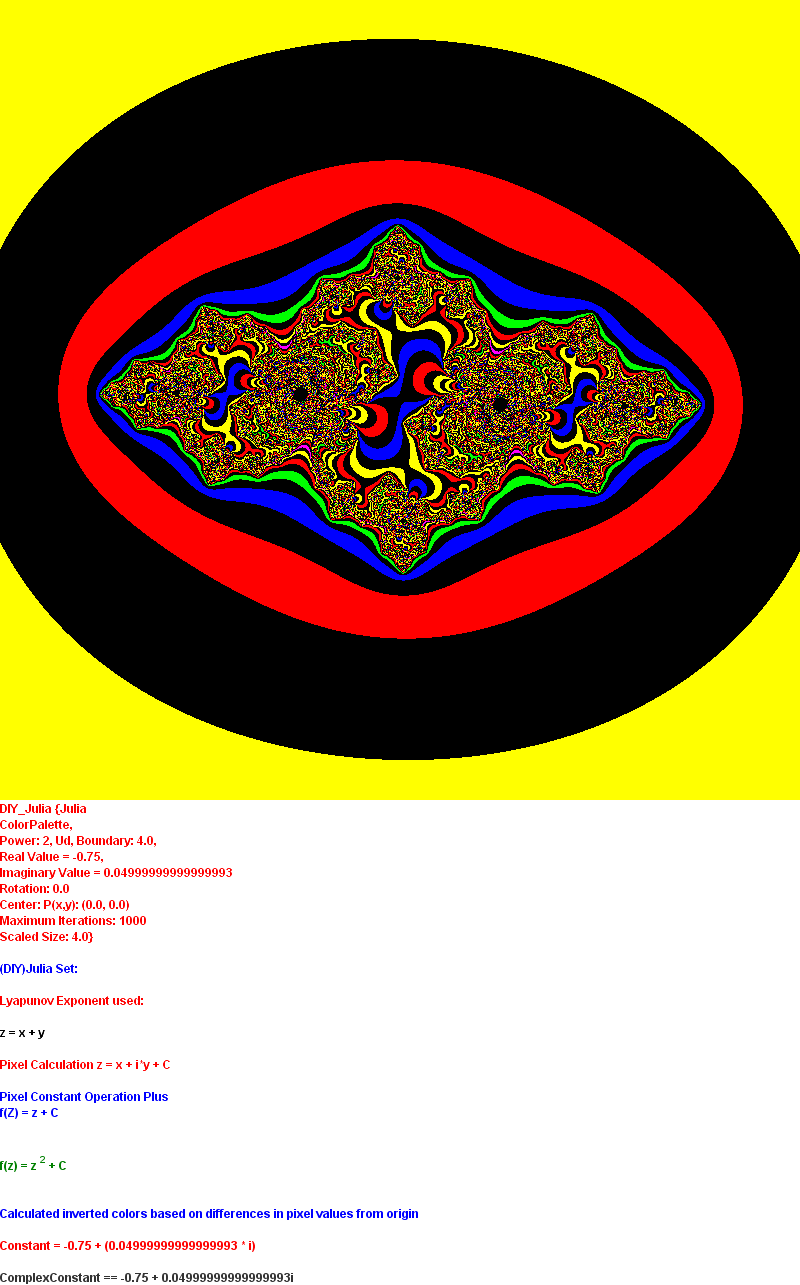 DIY_Julia {Julia
ColorPalette,
Power: 2, Ud, Boundary: 4.0,
Real Value = -0.75,
Imaginary Value = 0.04999999999999993
Rotation: 0.0
Center: P(x,y): (0.0, 0.0)
Maximum Iterations: 1000
Scaled Size: 4.0}
(DIY)Julia Set:
Lyapunov Exponent used:
z = x + y
Pixel Calculation z = x + i*y + C
Pixel Constant Operation Plus
f(Z) = z + C
f(z) = z 2 + C
Calculated inverted colors based on differences in pixel values from origin
Constant = -0.75 + (0.04999999999999993 * i)
ComplexConstant == -0.75 + 0.04999999999999993i